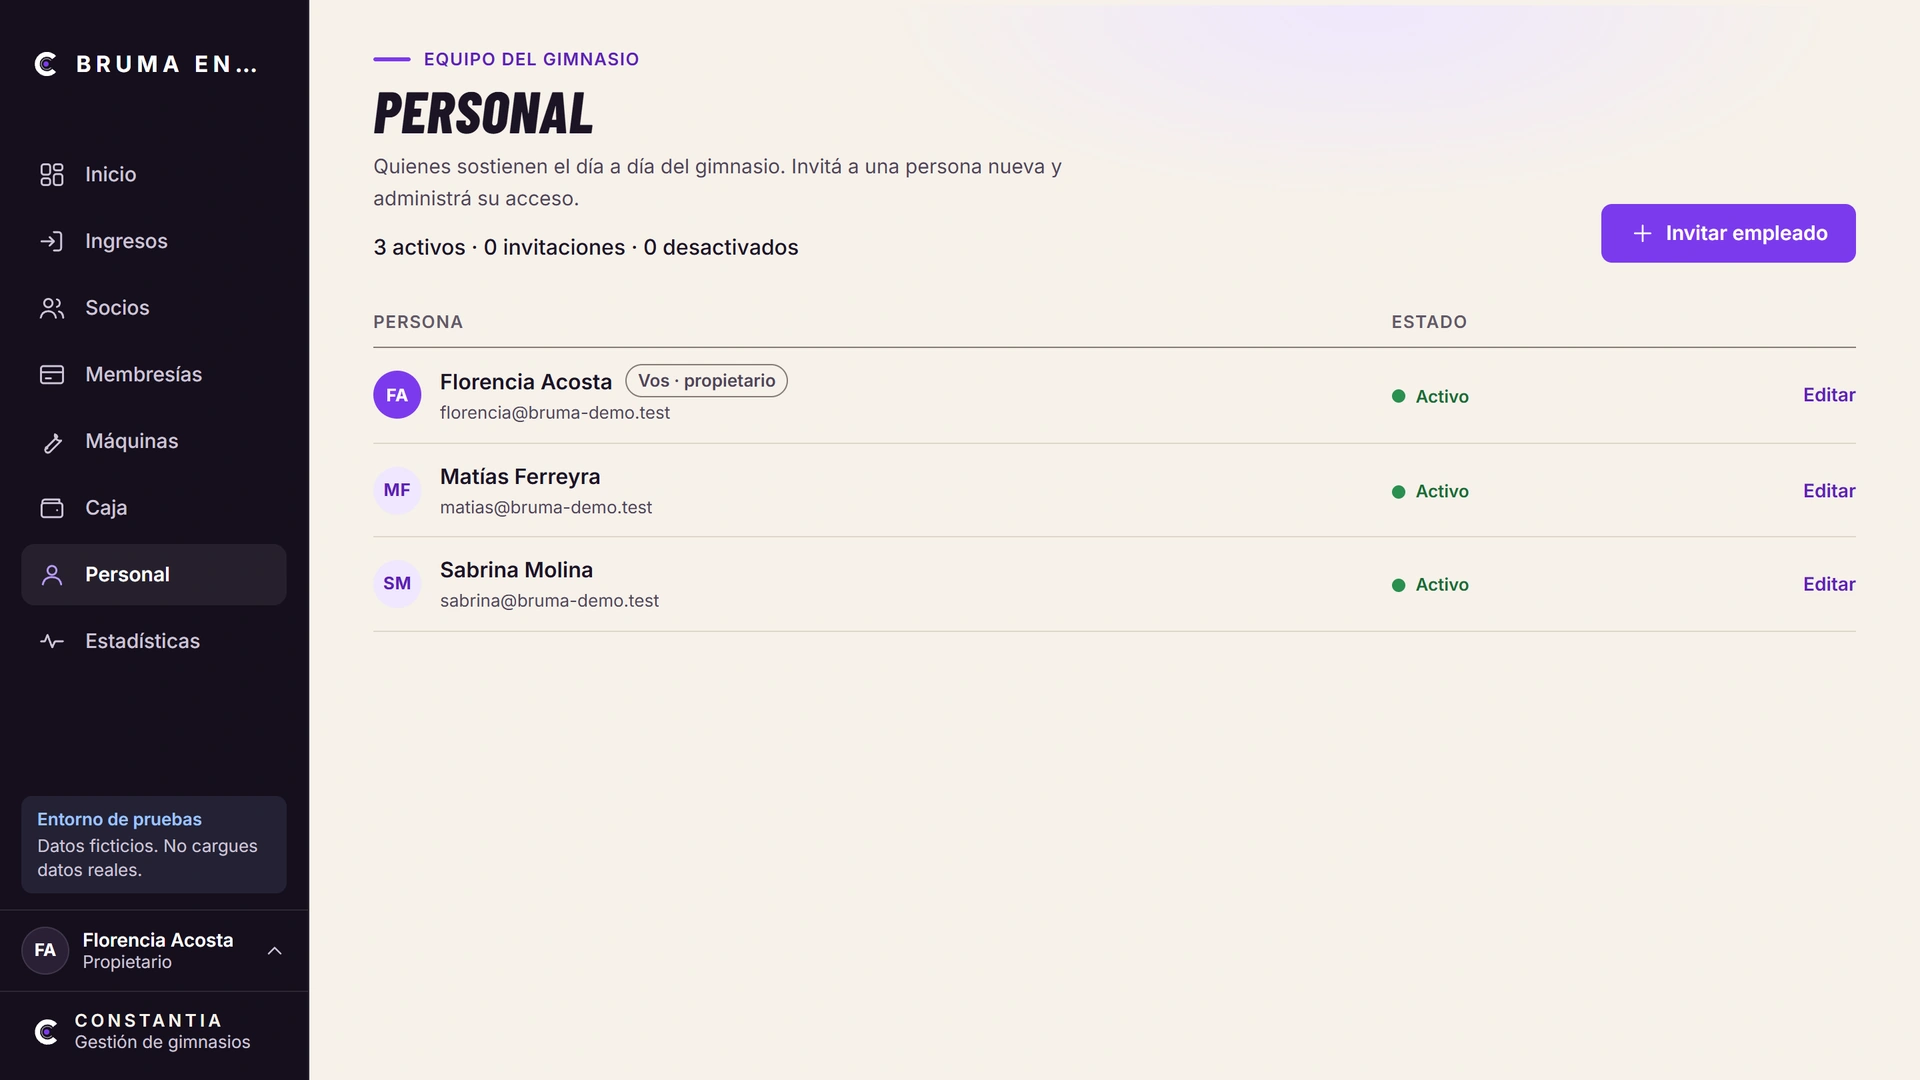 BRUMA EN...
Inicio
Ingresos
Socios
Membresías
Máquinas
Caja
Personal
Estadísticas
Entorno de pruebas
Datos ficticios. No cargues
datos reales.
FA
Florencia Acosta
Propietario
CONSTANTIA
Gestión de gimnasios
EQUIPO DEL GIMNASIO
PERSONAL
Quienes sostienen el día a día del gimnasio. Invitá a una persona nueva y
administrá su acceso.
3 activos · 0 invitaciones · 0 desactivados
+ Invitar empleado
PERSONA ESTADO
FA Florencia Acosta Vos · propietario Activo Editar
florencia@bruma-demo.test
MF Matías Ferreyra Activo Editar
matias@bruma-demo.test
SM Sabrina Molina Activo Editar
sabrina@bruma-demo.test